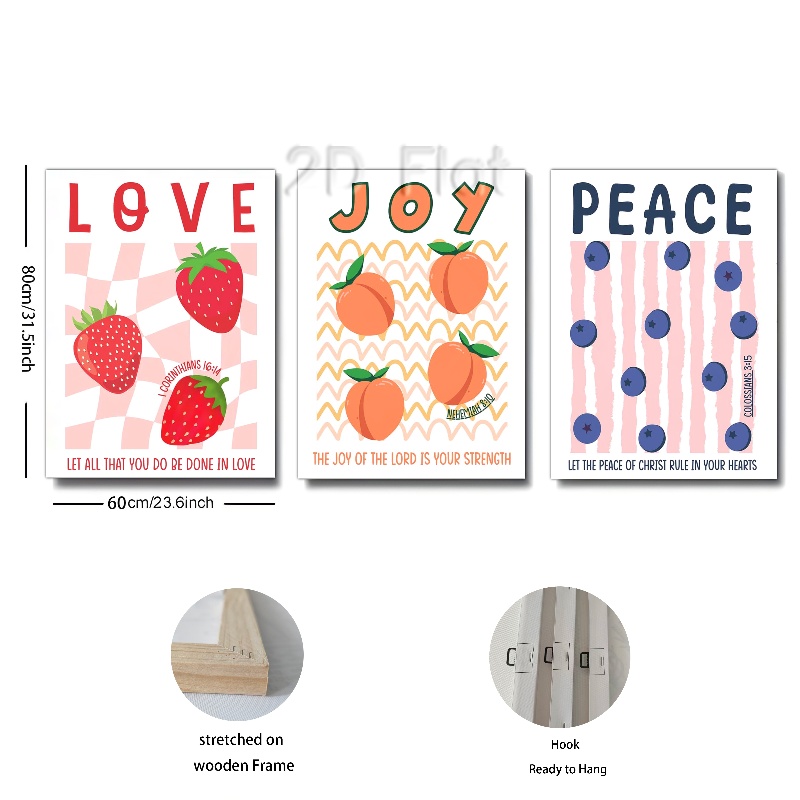 2D Flat
LOVE
JOY
PEACE
80cm/31.5inch
1 CORINTHIANS 16:14
NEHEMIAH 8:10
COLOSSIANS 3:15
LET ALL THAT YOU DO BE DONE IN LOVE
THE JOY OF THE LORD IS YOUR STRENGTH
LET THE PEACE OF CHRIST RULE IN YOUR HEARTS
60cm/23.6inch
stretched on
wooden Frame
Hook
Ready to Hang